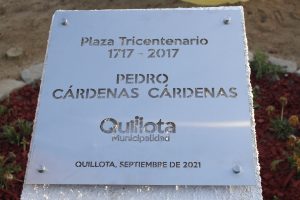 Plaza Tricentenario
1717 - 2017
PEDRO
CÁRDENAS CÁRDENAS
Quillota
Municipalidad
QUILLOTA, SEPTIEMBRE DE 2021